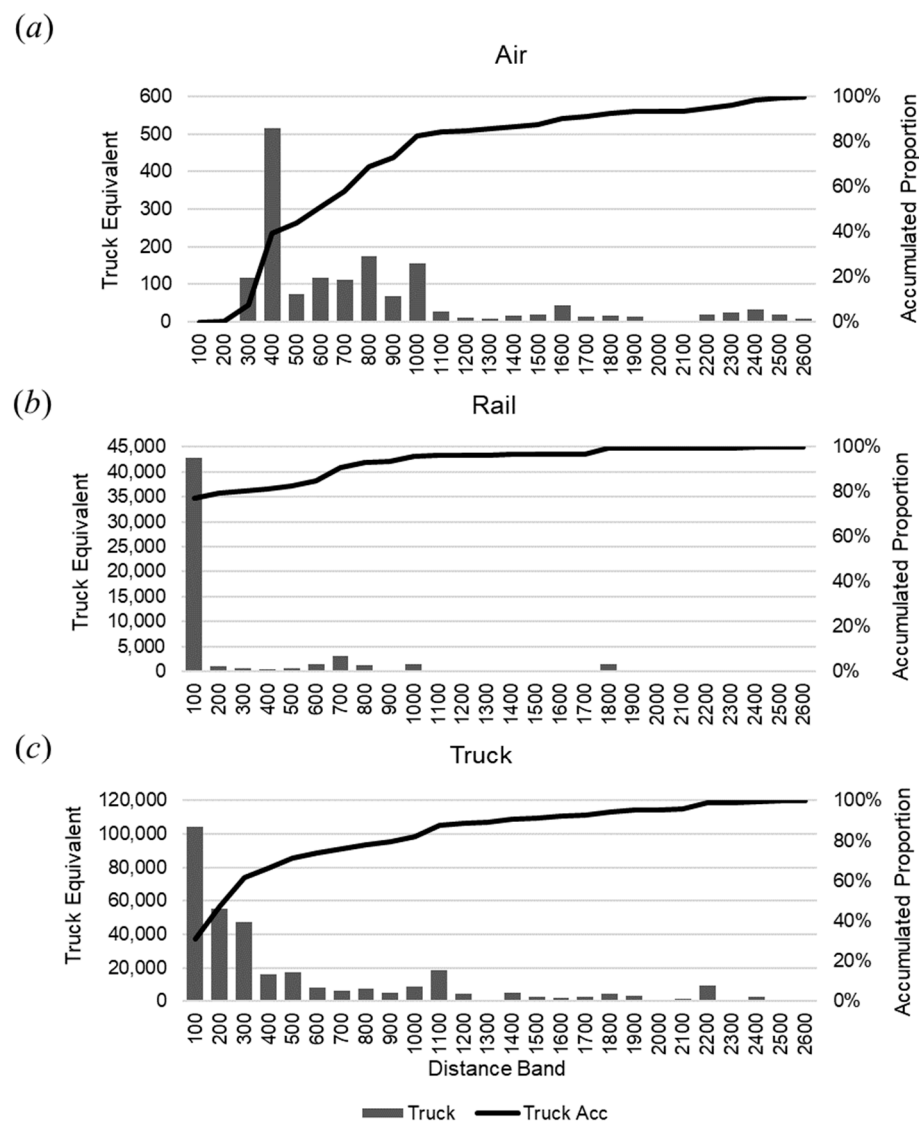 (a)
Air
600 100%
500 80%
400
300 60%
200 40%
100 20%
0 0%
Truck Equivalent
Accumulated Proportion
100 200 300 400 500 600 700 800 900 1000 1100 1200 1300 1400 1500 1600 1700 1800 1900 2000 2100 2200 2300 2400 2500 2600
(b)
Rail
45,000 100%
40,000
35,000 80%
30,000
25,000 60%
20,000 40%
15,000
10,000 20%
5,000
0 0%
Truck Equivalent
Accumulated Proportion
100 200 300 400 500 600 700 800 900 1000 1100 1200 1300 1400 1500 1600 1700 1800 1900 2000 2100 2200 2300 2400 2500 2600
(c)
Truck
120,000 100%
100,000 80%
80,000
60,000 60%
40,000 40%
20,000 20%
0 0%
Truck Equivalent
Accumulated Proportion
100 200 300 400 500 600 700 800 900 1000 1100 1200 1300 1400 1500 1600 1700 1800 1900 2000 2100 2200 2300 2400 2500 2600
Distance Band
Truck Truck Acc